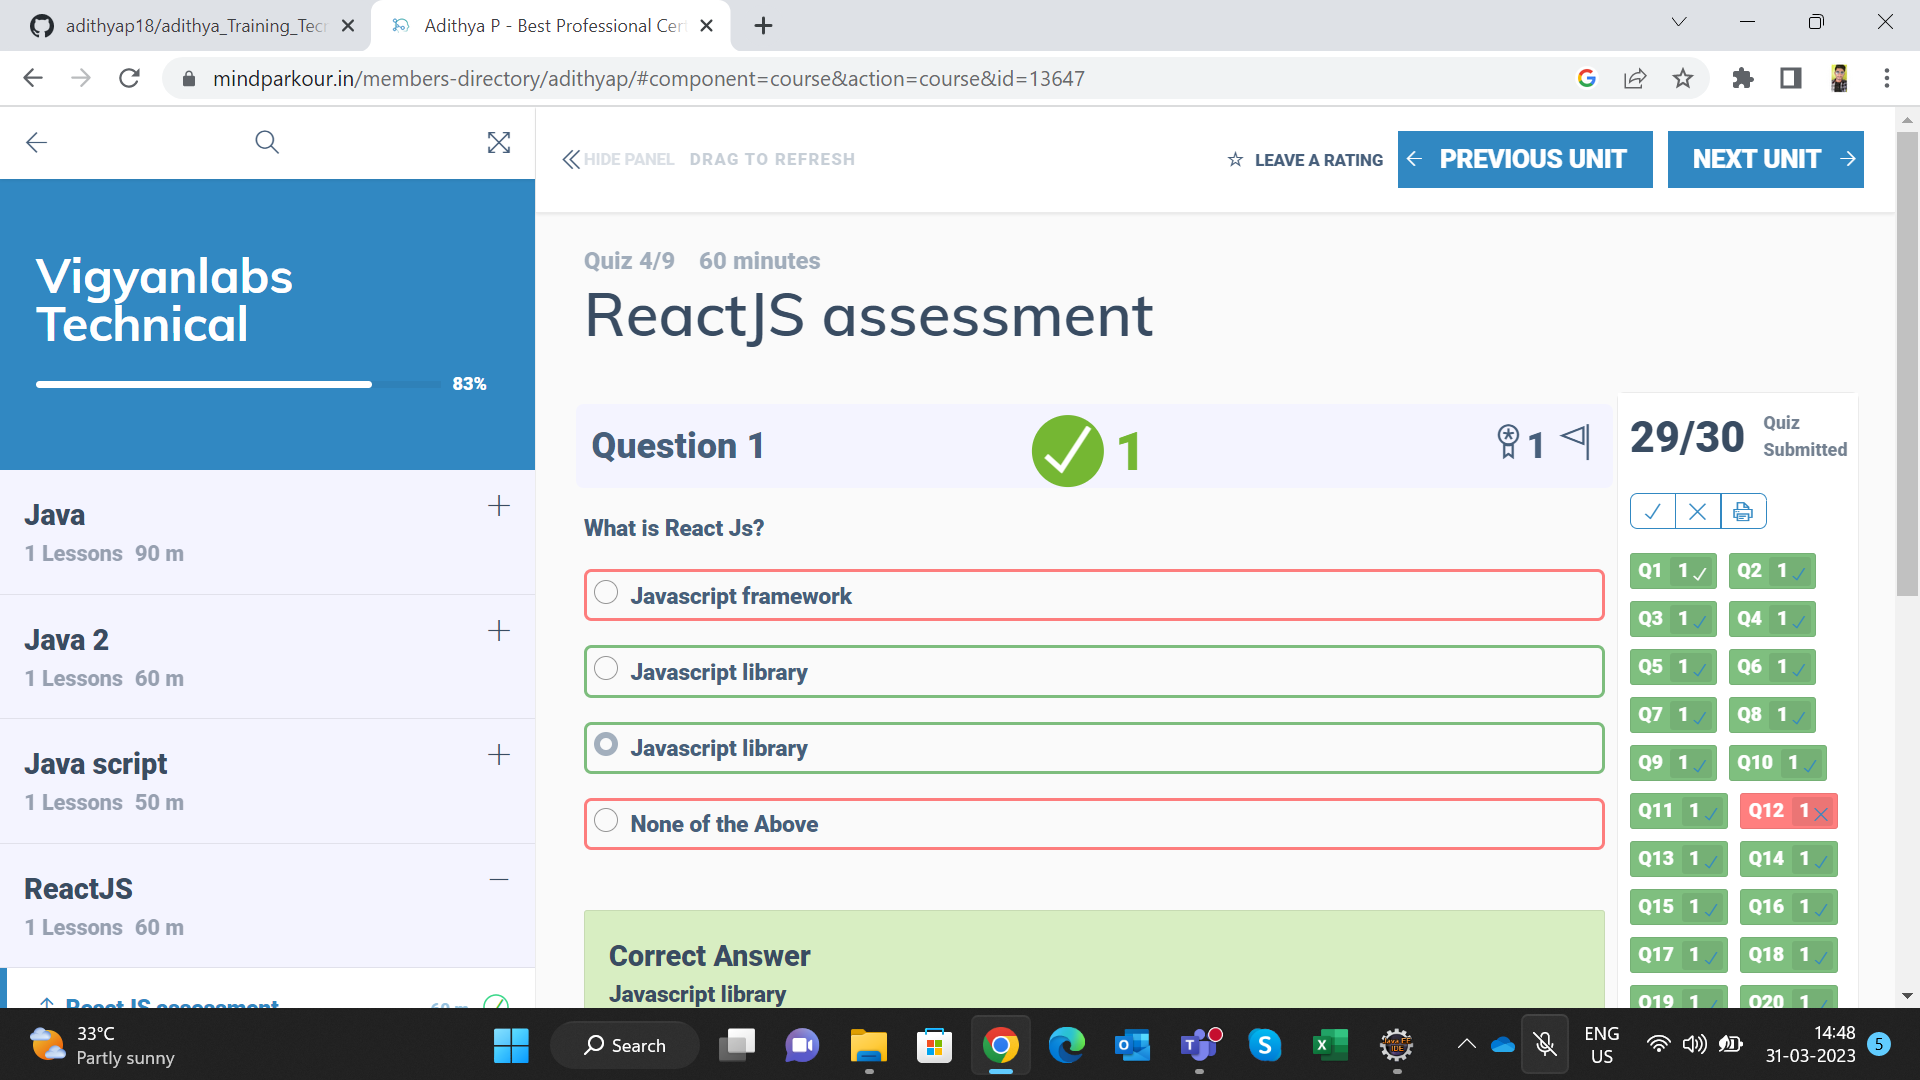 adithyap18/adithya_Training_Tecr
Adithya P - Best Professional Cer
mindparkour.in/members-directory/adithyap/#component=course&action=course&id=13647
HIDE PANEL DRAG TO REFRESH
LEAVE A RATING
PREVIOUS UNIT
NEXT UNIT
Vigyanlabs
Technical
83%
Java
1 Lessons 90 m
Java 2
1 Lessons 60 m
Java script
1 Lessons 50 m
ReactJS
1 Lessons 60 m
ReactJS assessment 60 m
Quiz 4/9 60 minutes
ReactJS assessment
Question 1
1
1
What is React Js?
Javascript framework
Javascript library
Javascript library
None of the Above
Correct Answer
Javascript library
29/30
Quiz
Submitted
Q1 1 Q2 1
Q3 1 Q4 1
Q5 1 Q6 1
Q7 1 Q8 1
Q9 1 Q10 1
Q11 1 Q12 1
Q13 1 Q14 1
Q15 1 Q16 1
Q17 1 Q18 1
Q19 1 Q20 1
33°C
Partly sunny
Search
ENG
US
14:48
31-03-2023
5